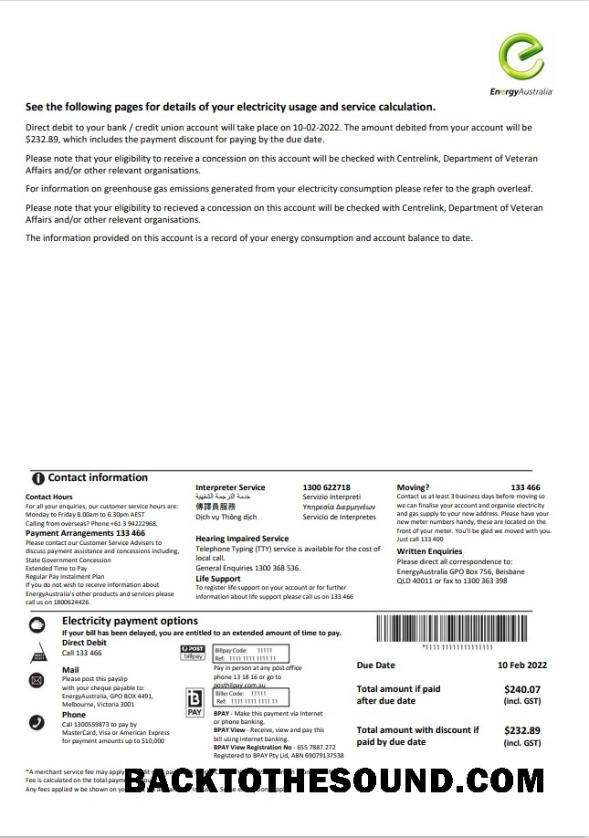 EnergyAustralia
See the following pages for details of your electricity usage and service calculation.
Direct debit to your bank / credit union account will take place on 10-02-2022. The amount debited from your account will be
$232.89, which includes the payment discount for paying by the due date.
Please note that your eligibility to receive a concession on this account will be checked with Centrelink, Department of Veteran
Affairs and/or other relevant organisations.
For information on greenhouse gas emissions generated from your electricity consumption please refer to the graph overleaf.
Please note that your eligibility to recieved a concession on this account will be checked with Centrelink, Department of Veteran
Affairs and/or other relevant organisations.
The information provided on this account is a record of your energy consumption and account balance to date.
Contact information
Contact Hours
For all your enquiries, our customer service hours are:
Monday to Friday 8.00am to 6.30pm AEST
Calling from overseas? Phone +61 3 94222968.
Payment Arrangements 133 466
Please contact our Customer Service Advisers to
discuss payment assistance and concessions including,
State Government Concession
Extended Time to Pay
Regular Pay Instalment Plan
If you do not wish to receive information about
EnergyAustralia's other products and services please
call us on 1800624426.
Interpreter Service 1300 622718
خدمة الترجمة الشفهية Servizio Interpreti
傳譯員服務 Υπηρεσία Διερμηνέων
Dịch vụ Thông dịch Servicio de Interpretes
Hearing Impaired Service
Telephone Typing (TTY) service is available for the cost of
local call.
General Enquiries 1300 368 536.
Life Support
To register life support on your account or for further
information about life support please call us on 133 466
Moving? 133 466
Contact us at least 3 business days before moving so
we can finalise your account and organise electricity
and gas supply to your new address. Please have your
new meter numbers handy, these are located on the
front of your meter. You'll be glad we moved with you.
Just call 133 400
Written Enquiries
Please direct all correspondence to:
EnergyAustralia GPO Box 756, Beisbane
QLD 40011 or fax to 1300 363 398
Electricity payment options
If your bill has been delayed, you are entitled to an extended amount of time to pay.
Direct Debit
Call 133 466
Mail
Please post this payslip
with your cheque payable to:
EnergyAustralia, GPO BOX 4491,
Melbourne, Victoria 3001
Phone
Call 1300559873 to pay by
MasterCard, Visa or American Express
for payment amounts up to $10,000
POST
billpay
Billpay Code: 11111
Ref: 1111 1111 1111 11
Pay in person at any post office
phone 13 18 16 or go to
postbilpay.com.au
B
PAY
Biller Code: 11111
Ref: 1111 1111 1111 11
BPAY - Make this payment via Internet
or phone banking.
BPAY View - Receive, view and pay this
bill using Internet banking.
BPAY View Registration No - 655 7887.272
Registered to BPAY Pty Lid, ABN 69079137538
Due Date 10 Feb 2022
Total amount if paid $240.07
after due date (incl. GST)
Total amount with discount if $232.89
paid by due date (incl. GST)
*A merchant service fee may apply
Fee is calculated on the total
Any fees applied w be shown on
BACKTOTHESOUND.COM